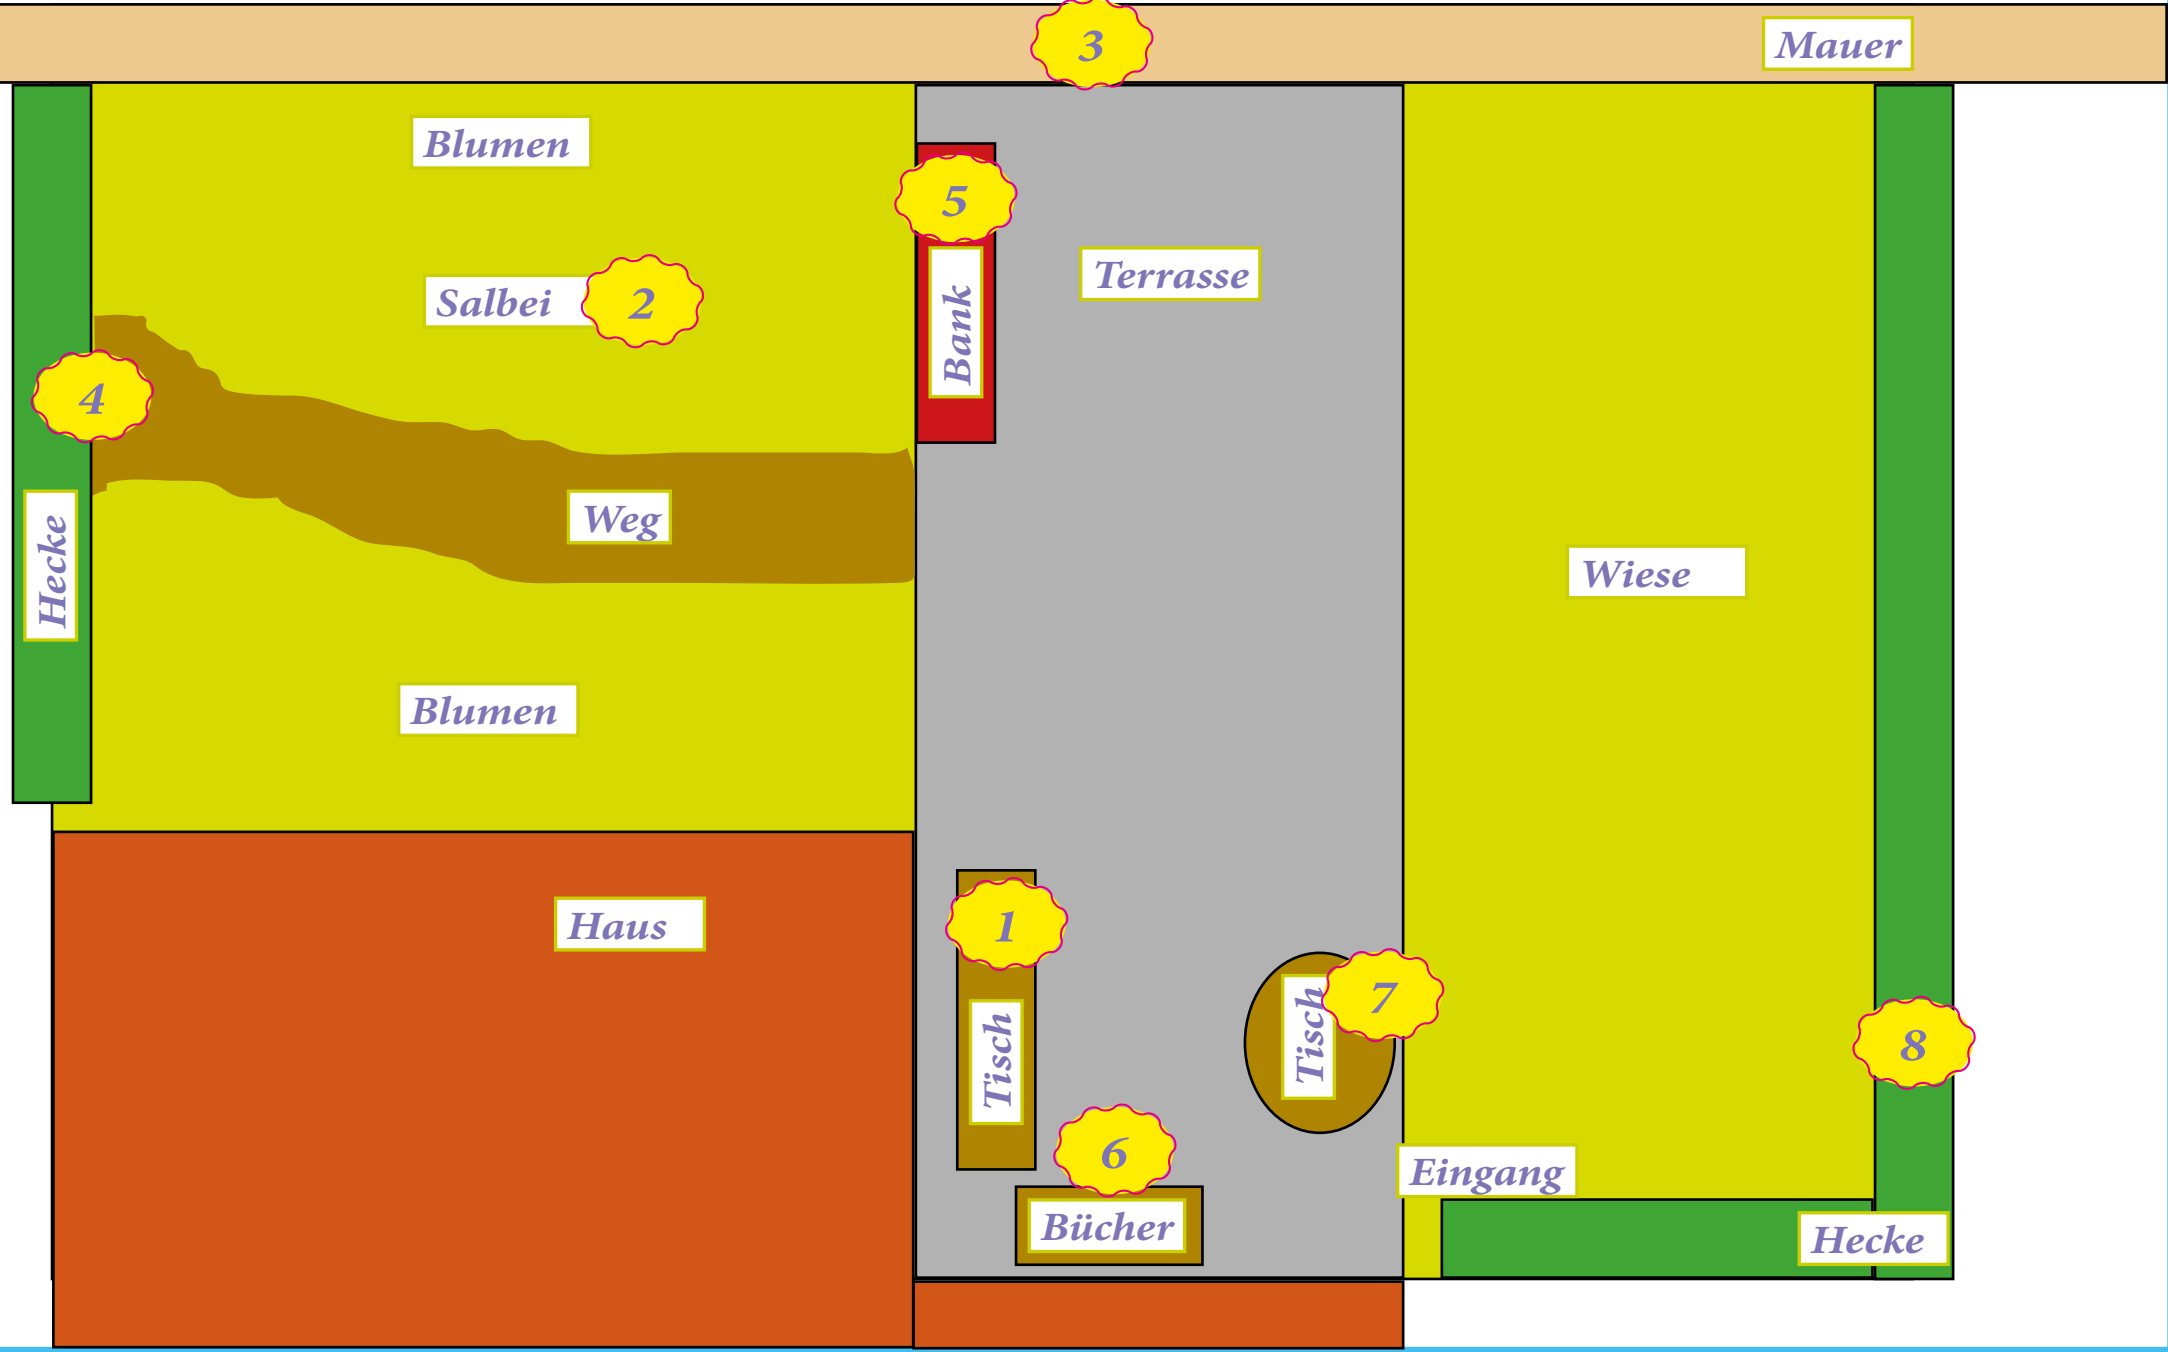 3
Mauer
Blumen
5
Salbei
2
Bank
Terrasse
4
Hecke
Weg
Wiese
Blumen
Haus
1
Tisch
Tisch
7
8
6
Eingang
Bücher
Hecke